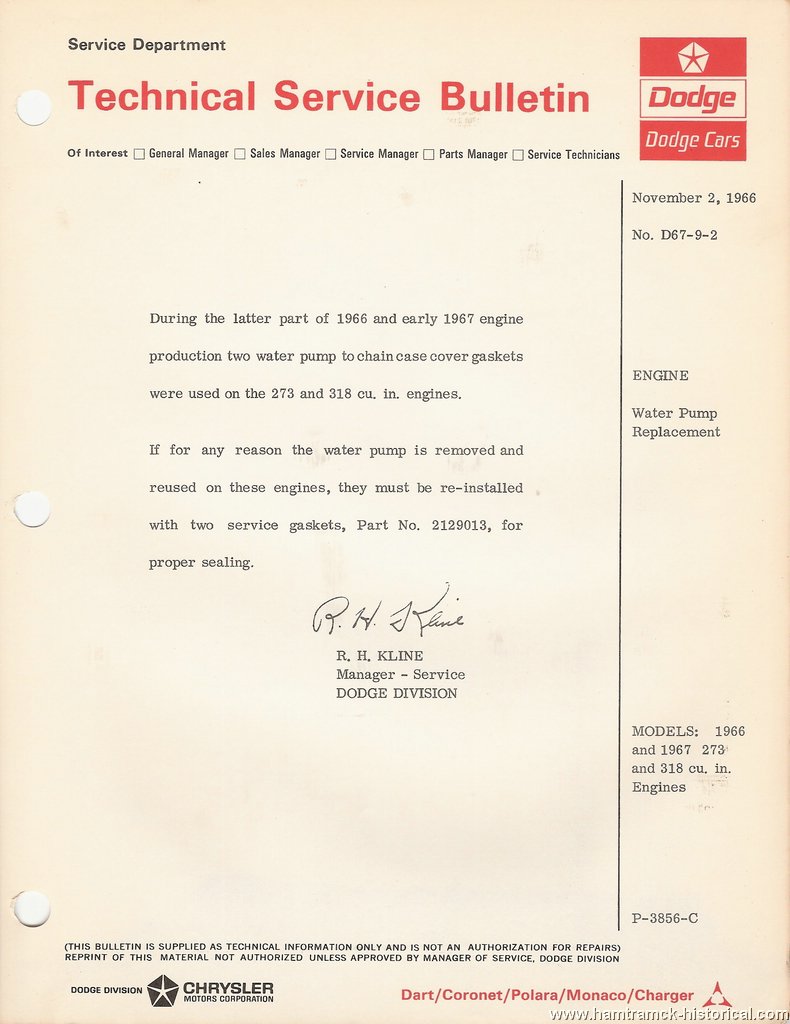 Service Department
Technical Service Bulletin
Dodge
Dodge Cars
Of Interest □ General Manager □ Sales Manager □ Service Manager □ Parts Manager □ Service Technicians
November 2, 1966
No. D67-9-2
During the latter part of 1966 and early 1967 engine
production two water pump to chain case cover gaskets
were used on the 273 and 318 cu. in. engines.
ENGINE
Water Pump
Replacement
If for any reason the water pump is removed and
reused on these engines, they must be re-installed
with two service gaskets, Part No. 2129013, for
proper sealing.
R. H. Kline
R. H. KLINE
Manager - Service
DODGE DIVISION
MODELS: 1966
and 1967 273
and 318 cu. in.
Engines
P-3856-C
(THIS BULLETIN IS SUPPLIED AS TECHNICAL INFORMATION ONLY AND IS NOT AN AUTHORIZATION FOR REPAIRS)
REPRINT OF THIS MATERIAL NOT AUTHORIZED UNLESS APPROVED BY MANAGER OF SERVICE, DODGE DIVISION
DODGE DIVISION CHRYSLER
MOTORS CORPORATION
Dart/Coronet/Polara/Monaco/Charger
www.hamtramck-historical.com